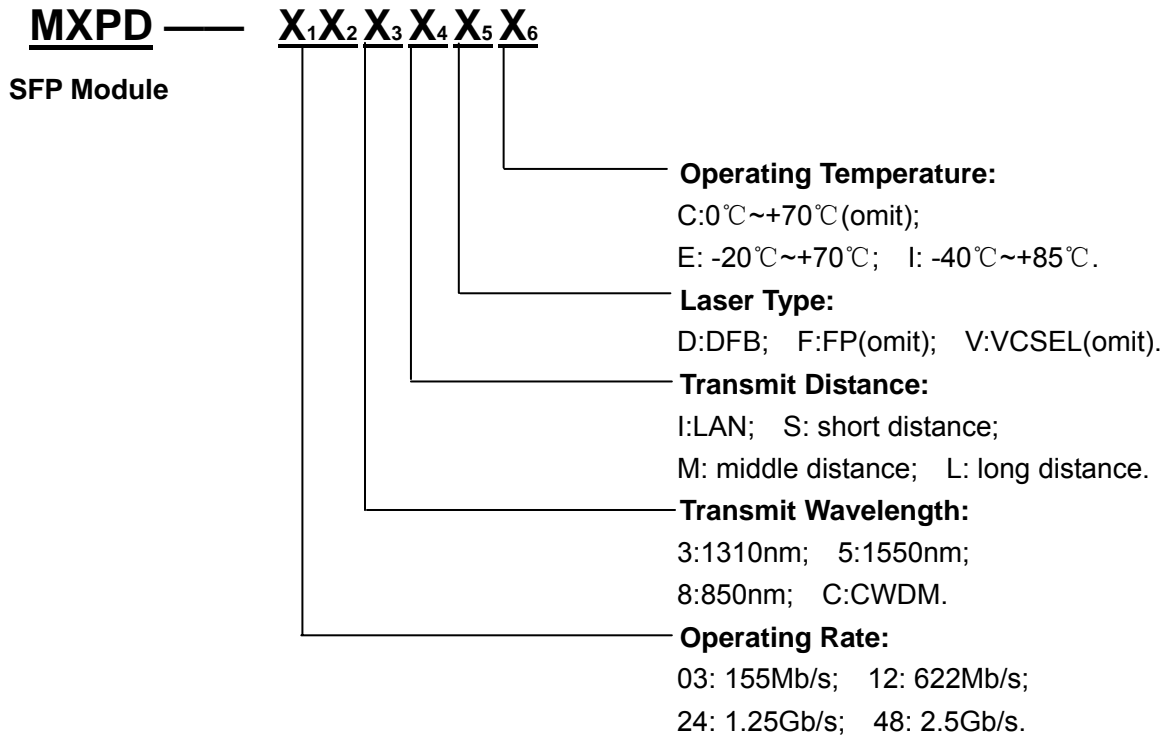 MXPD —— X₁X₂ X₃ X₄ X₅ X₆
SFP Module
Operating Temperature:
C:0℃~+70℃(omit);
E: -20℃~+70℃; I: -40℃~+85℃.
Laser Type:
D:DFB; F:FP(omit); V:VCSEL(omit).
Transmit Distance:
I:LAN; S: short distance;
M: middle distance; L: long distance.
Transmit Wavelength:
3:1310nm; 5:1550nm;
8:850nm; C:CWDM.
Operating Rate:
03: 155Mb/s; 12: 622Mb/s;
24: 1.25Gb/s; 48: 2.5Gb/s.